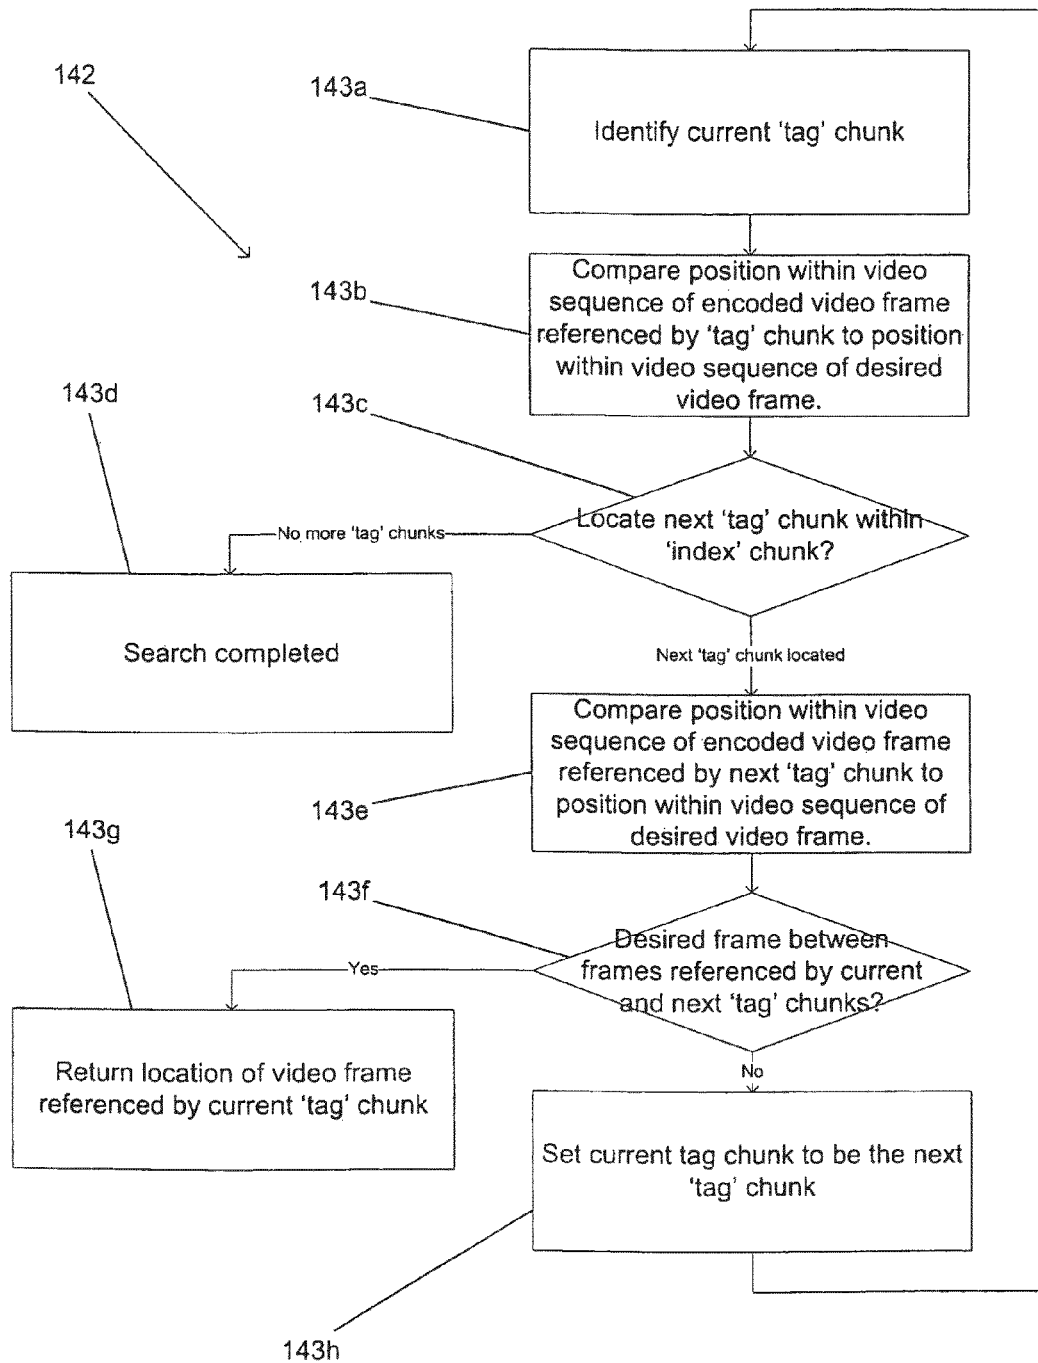 142
143a
Identify current 'tag' chunk
143b
Compare position within video
sequence of encoded video frame
referenced by 'tag' chunk to position
within video sequence of desired
video frame.
143d
143c
Locate next 'tag' chunk within
'index' chunk?
No more 'tag' chunks
Search completed
Next 'tag' chunk located
Compare position within video
sequence of encoded video frame
referenced by next 'tag' chunk to
position within video sequence of
desired video frame.
143e
143g
143f
Desired frame between
frames referenced by current
and next 'tag' chunks?
Yes
Return location of video frame
referenced by current 'tag' chunk
No
Set current tag chunk to be the next
'tag' chunk
143h